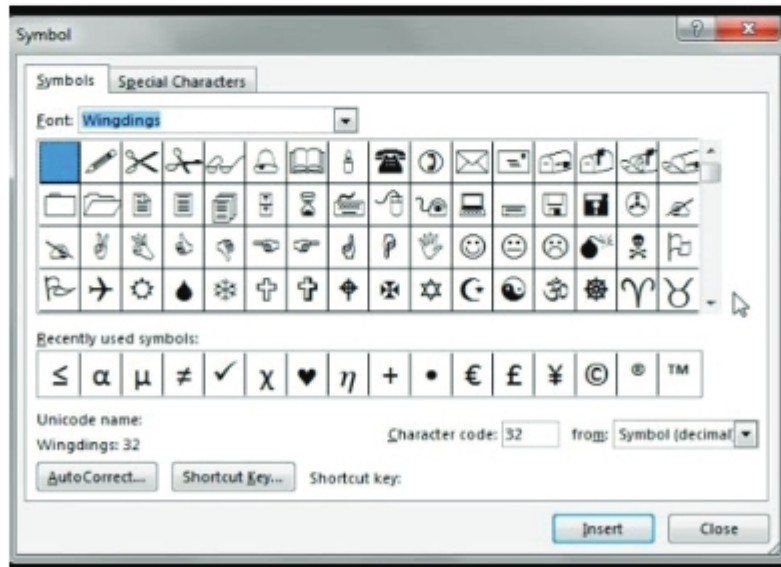 Symbol
Symbols Special Characters
Font: Wingdings
Recently used symbols:
≤ α μ ≠ ✓ χ ♥ η + • € £ ¥ © ® ™
Unicode name:
Wingdings: 32
Character code: 32 from: Symbol (decimal
AutoCorrect... Shortcut Key... Shortcut key:
Insert Close